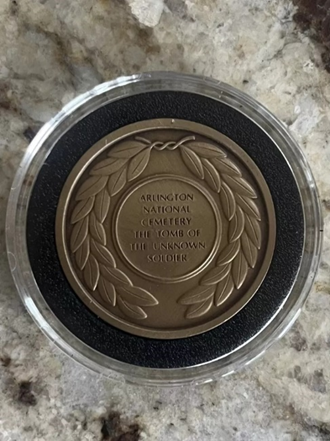 ARLINGTON
NATIONAL
CEMETERY
THE TOMB OF
THE UNKNOWN
SOLDIER